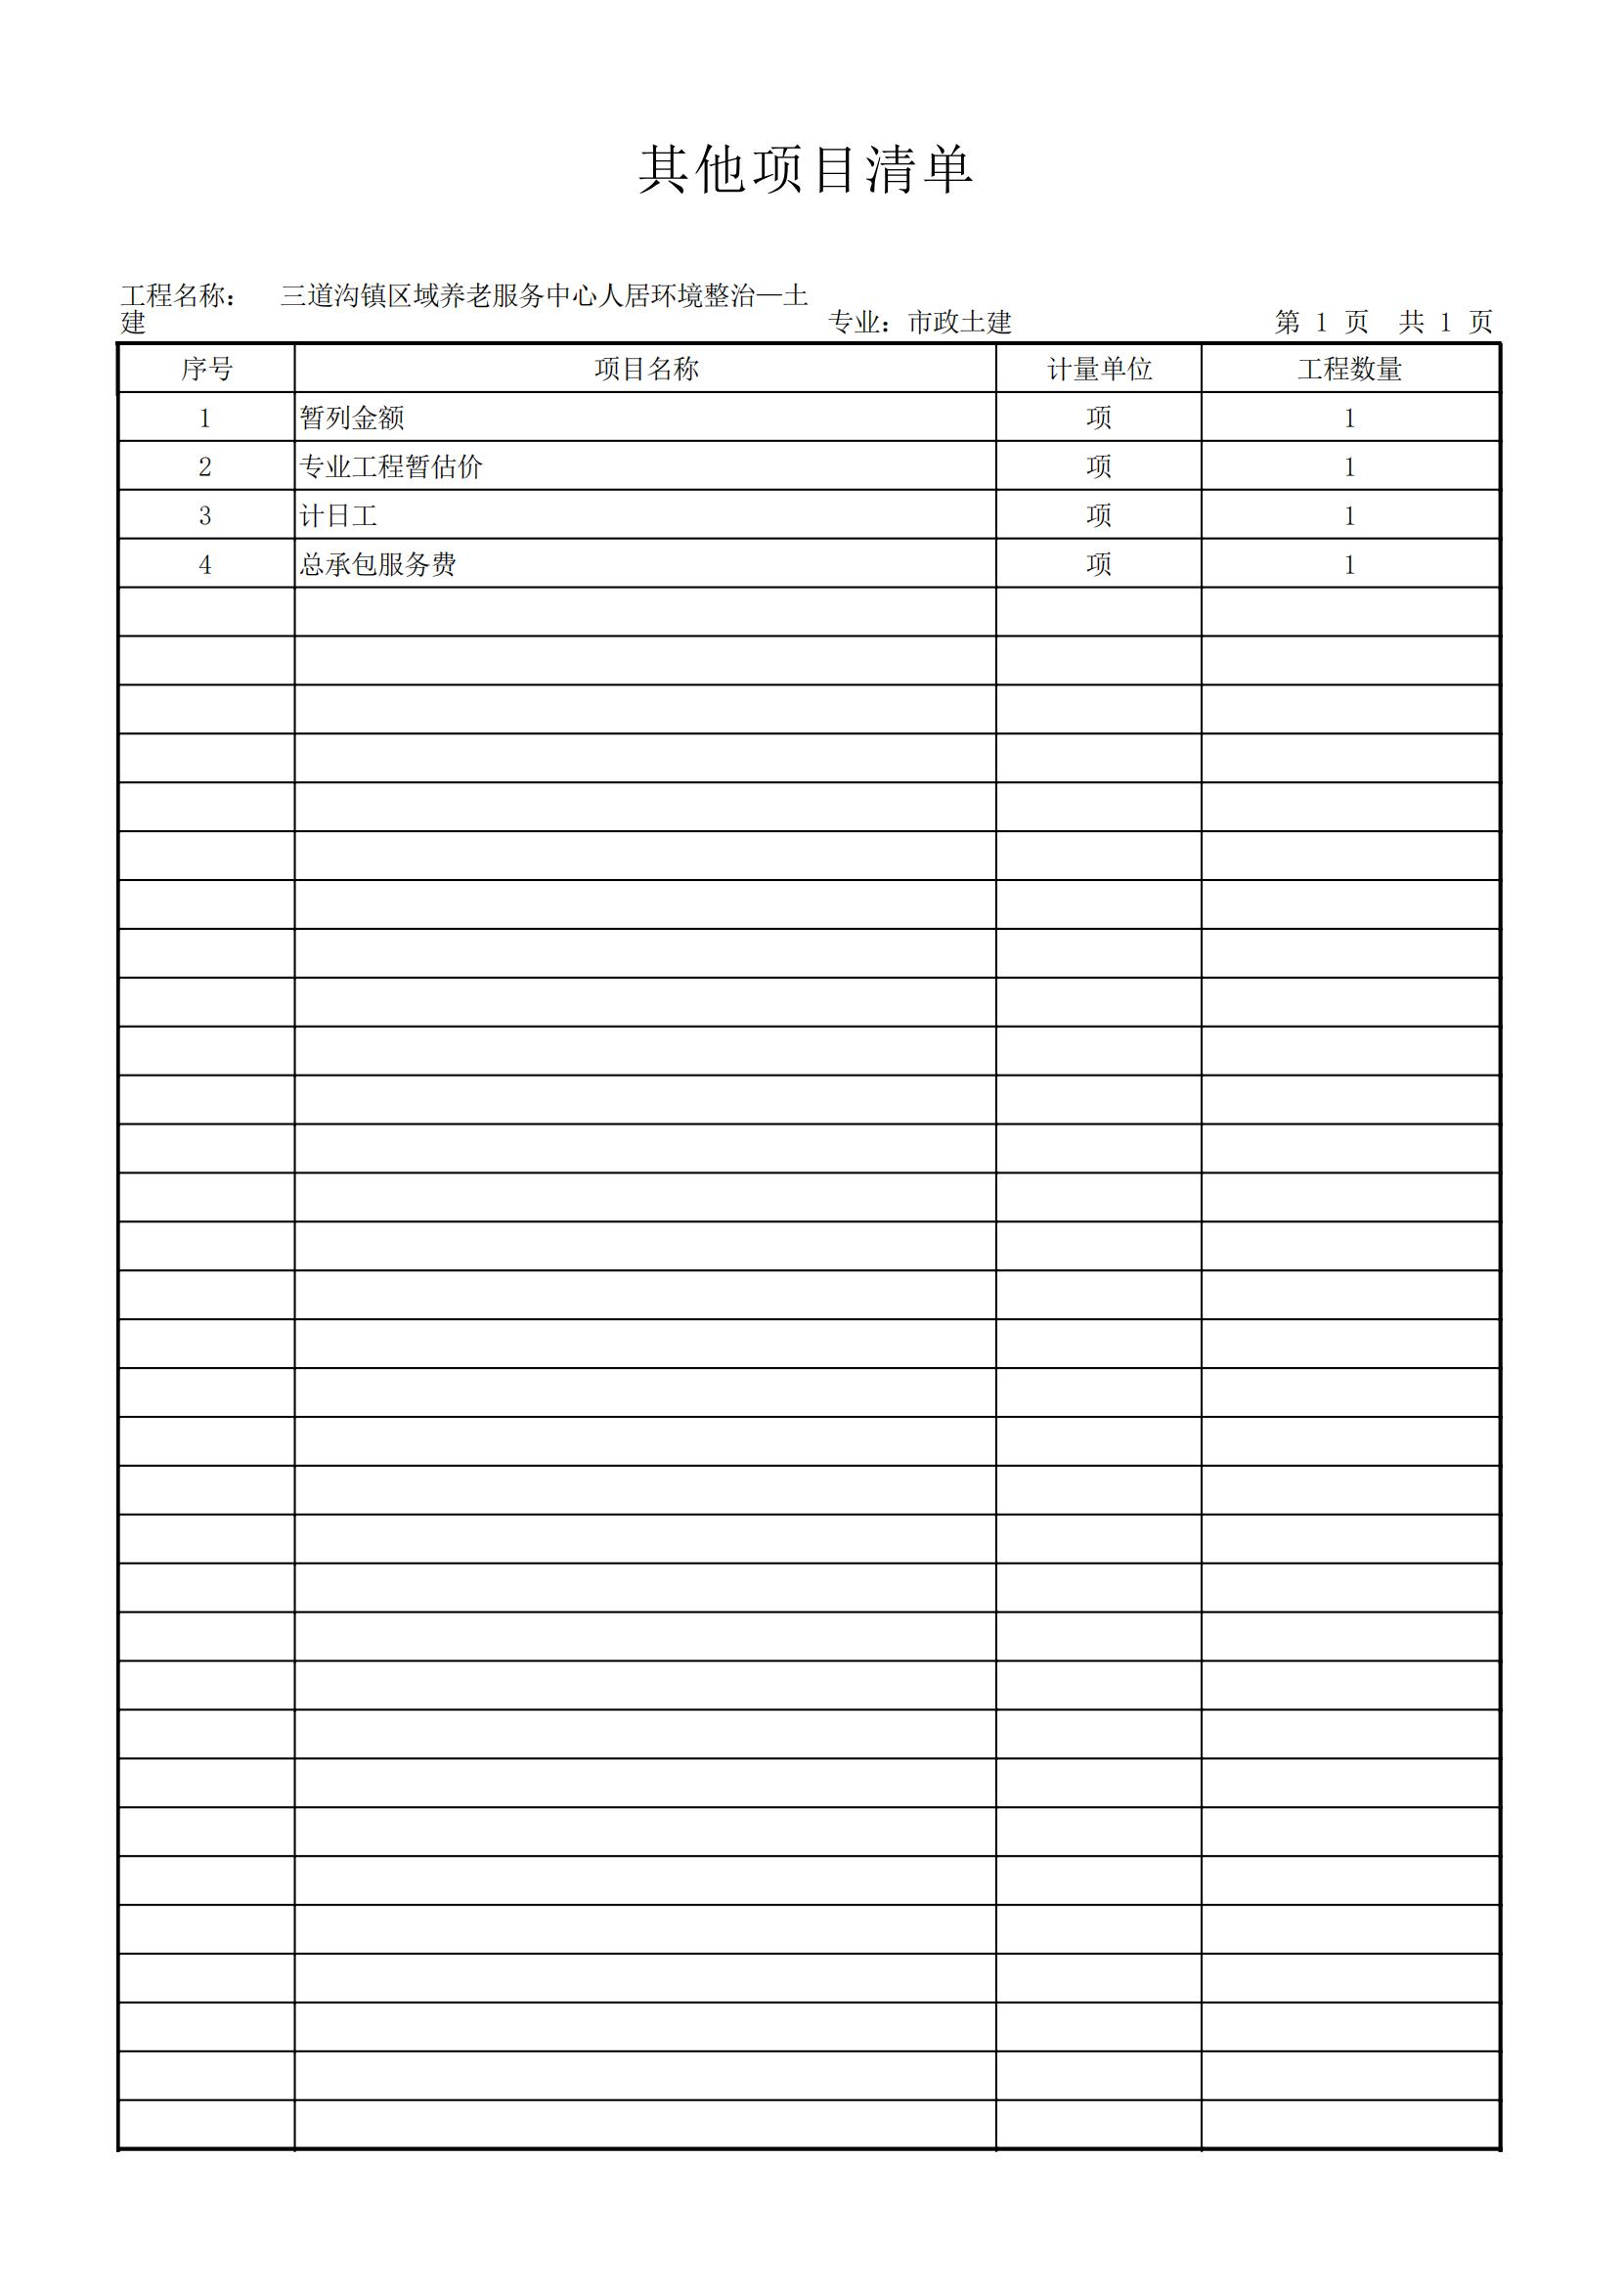 其他项目清单
工程名称： 三道沟镇区域养老服务中心人居环境整治—土
建 专业：市政土建 第 1 页 共 1 页
序号 项目名称 计量单位 工程数量
1 暂列金额 项 1
2 专业工程暂估价 项 1
3 计日工 项 1
4 总承包服务费 项 1